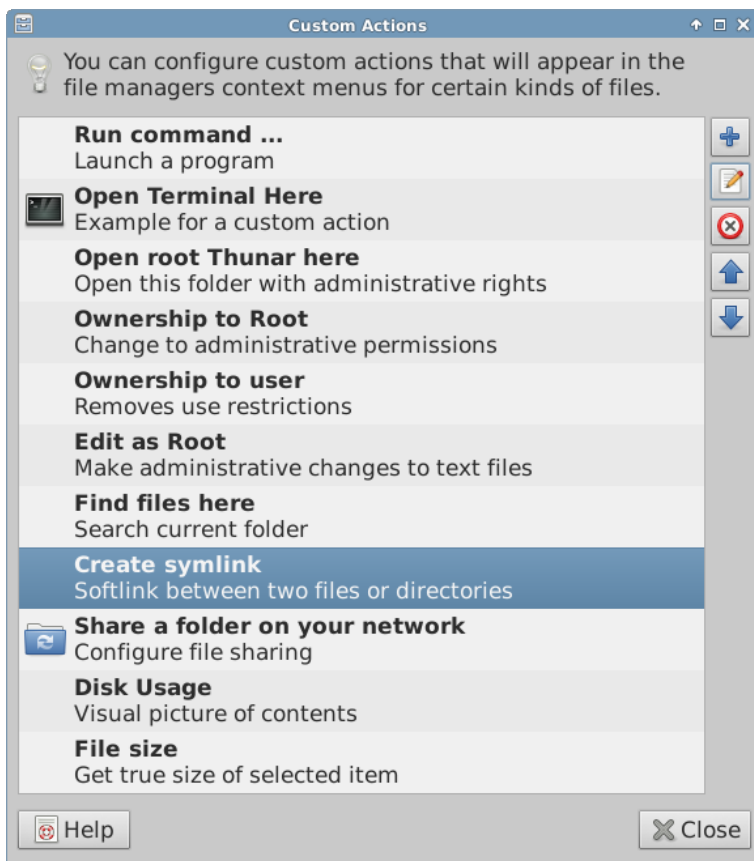 Custom Actions
You can configure custom actions that will appear in the
file managers context menus for certain kinds of files.
Run command ...
Launch a program
Open Terminal Here
Example for a custom action
Open root Thunar here
Open this folder with administrative rights
Ownership to Root
Change to administrative permissions
Ownership to user
Removes use restrictions
Edit as Root
Make administrative changes to text files
Find files here
Search current folder
Create symlink
Softlink between two files or directories
Share a folder on your network
Configure file sharing
Disk Usage
Visual picture of contents
File size
Get true size of selected item
Help
Close